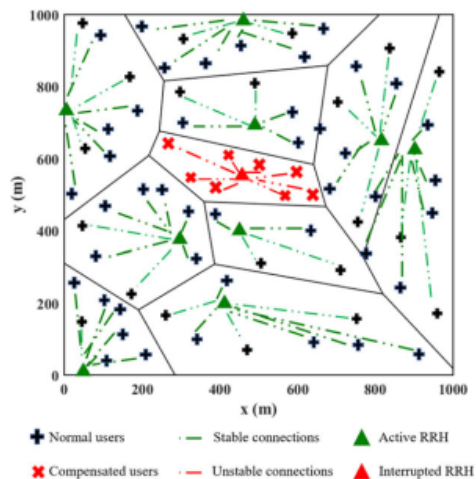 1000
800
600
400
200
0
y (m)
0 200 400 600 800 1000
x (m)
Normal users Stable connections Active RRH
Compensated users Unstable connections Interrupted RRH